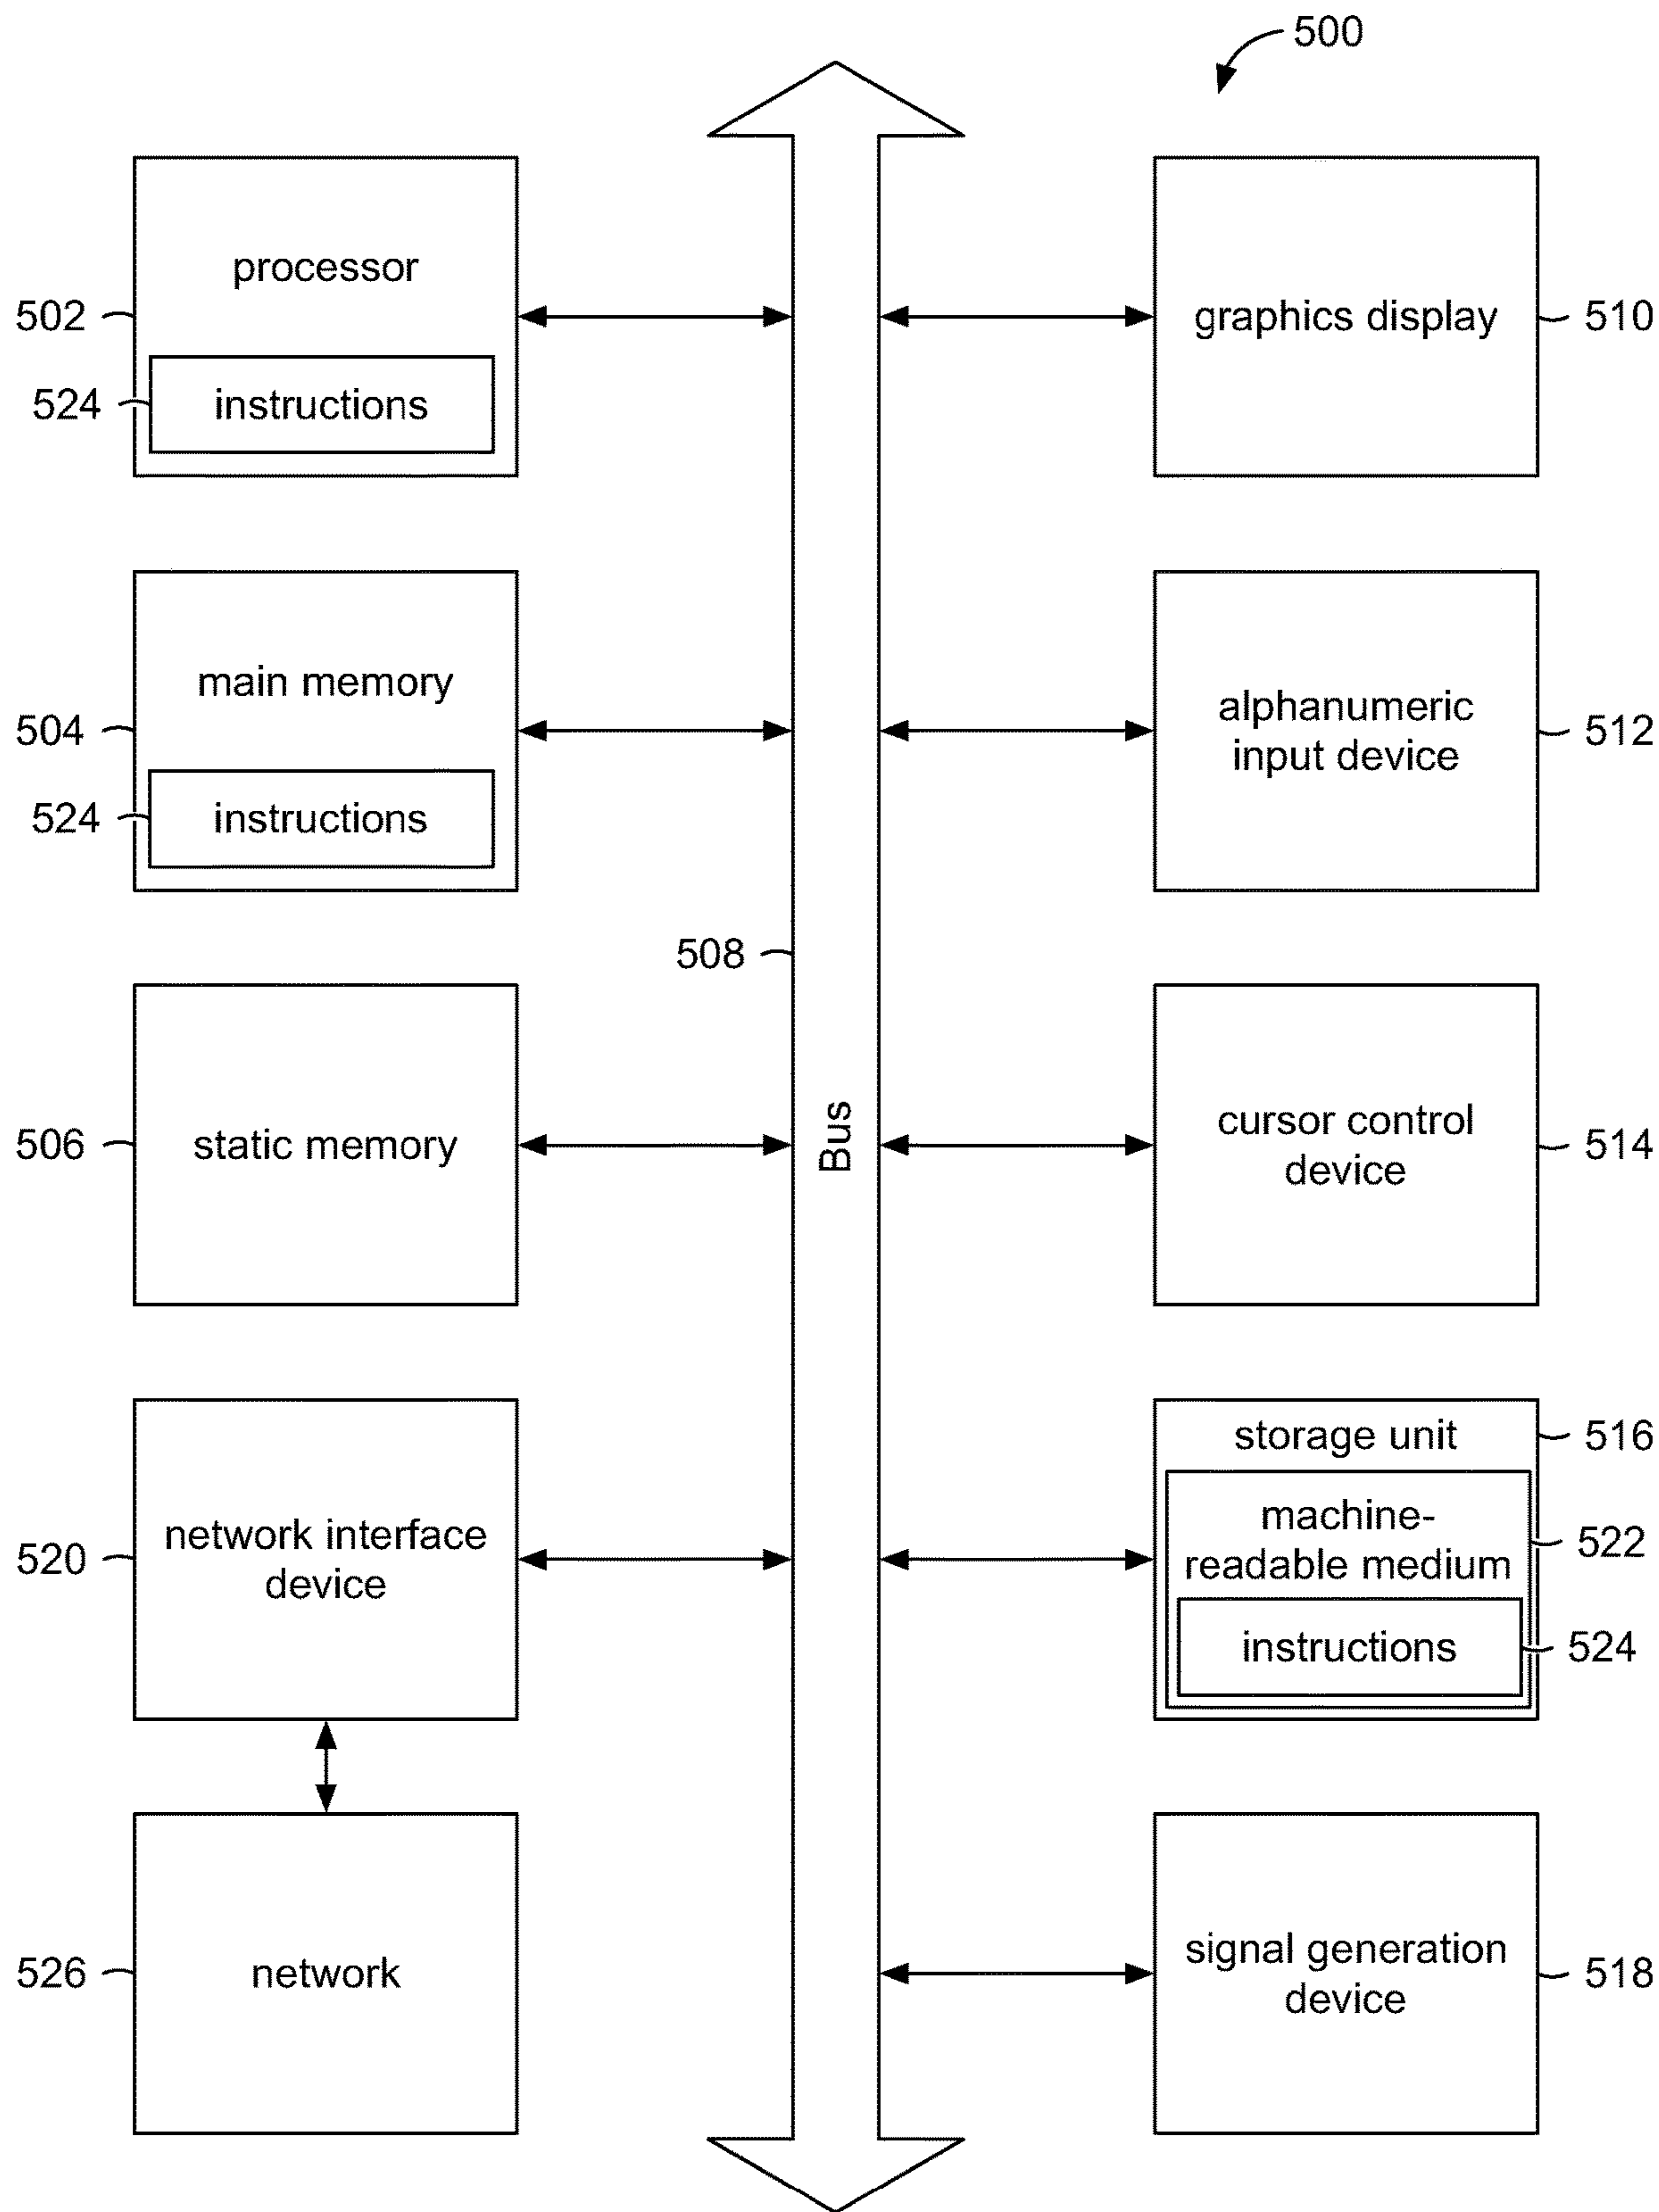 500
processor
502
524
instructions
graphics display
510
main memory
504
524
instructions
alphanumeric
input device
512
508
Bus
506
static memory
cursor control
device
514
520
network interface
device
storage unit
516
machine-
readable medium
522
instructions
524
526
network
signal generation
device
518